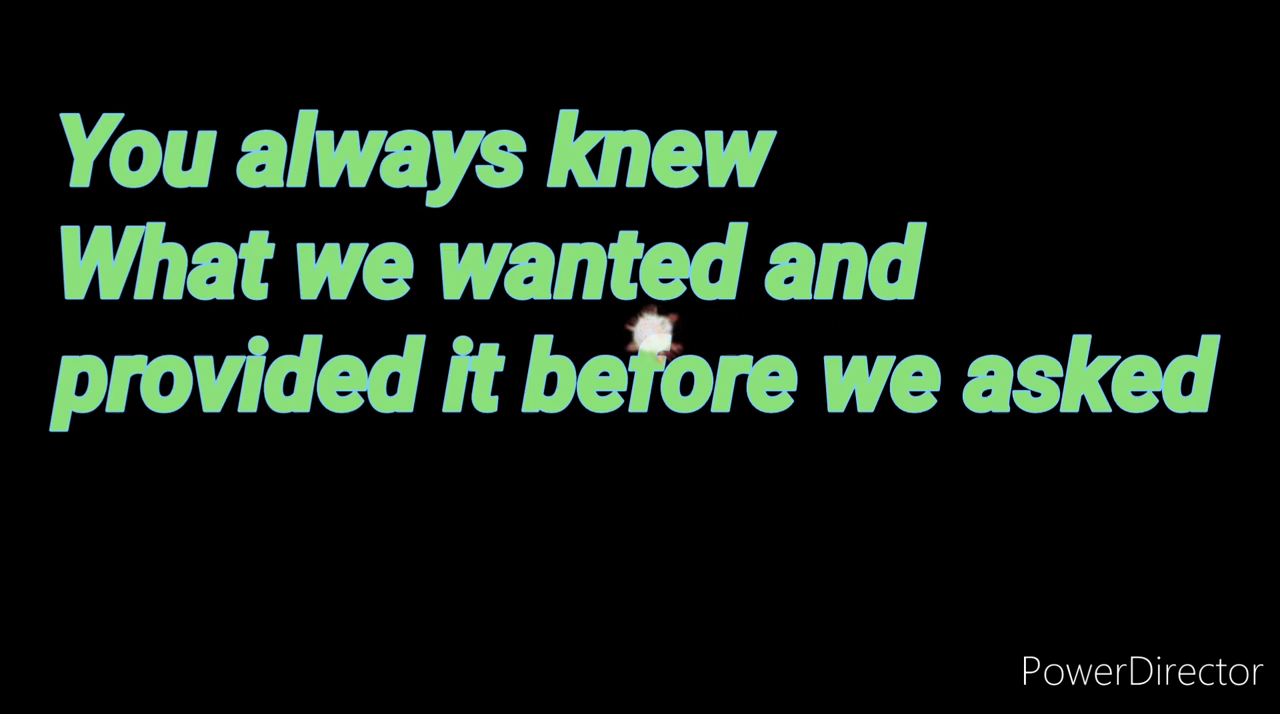 You always knew
What we wanted and
provided it before we asked
PowerDirector